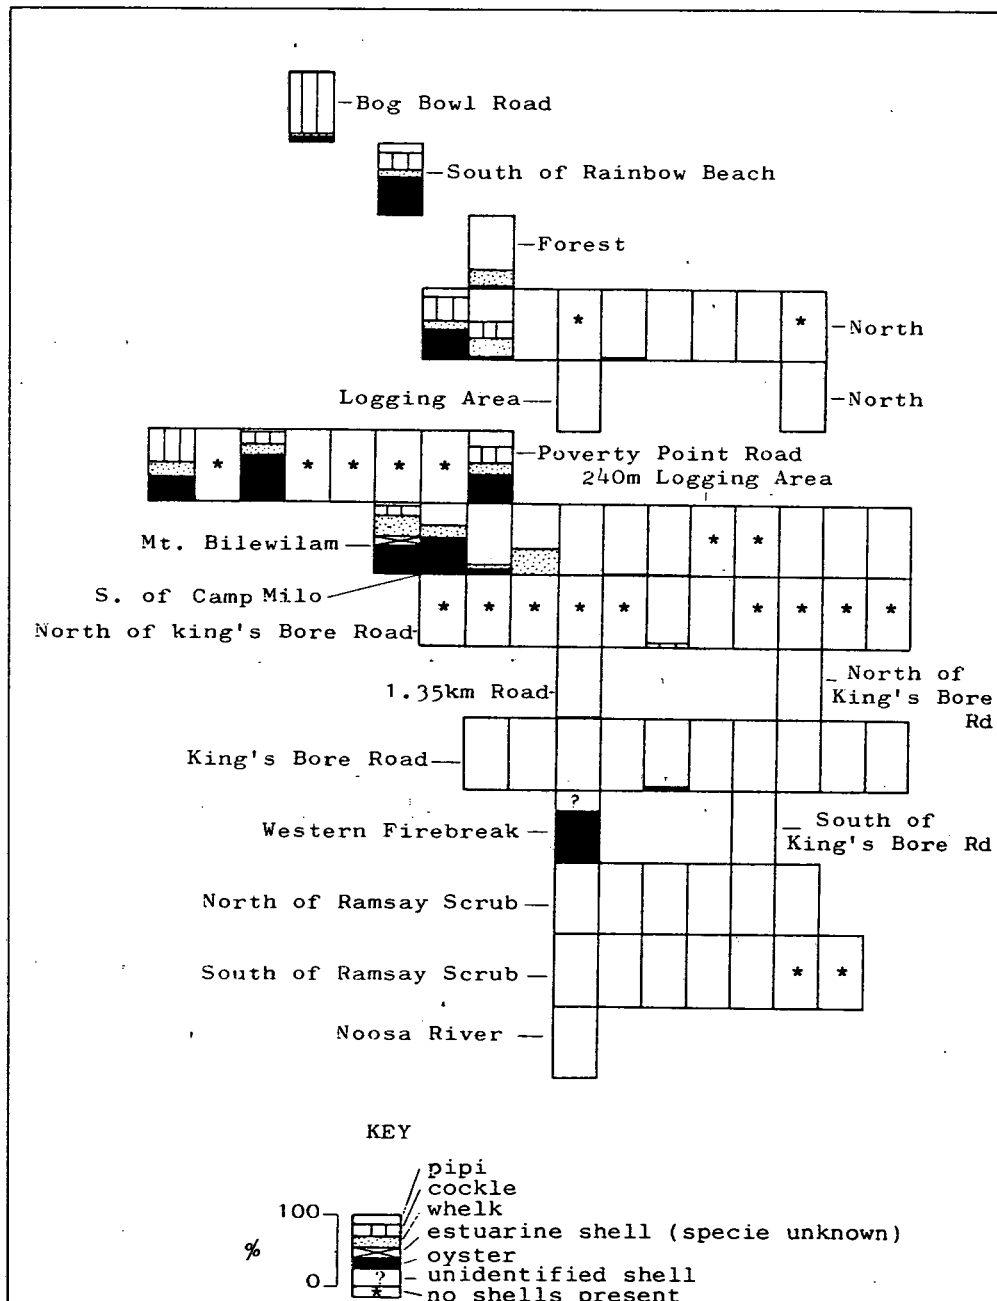 Bog Bowl Road
South of Rainbow Beach
Forest
* *
North
Logging Area
North
* * * * *
Poverty Point Road
240m Logging Area
Mt. Bilewilam
* *
S. of Camp Milo
* * * * * * * * *
North of king's Bore Road
1.35km Road
North of
King's Bore
Rd
King's Bore Road
?
Western Firebreak
South of
King's Bore Rd
North of Ramsay Scrub
South of Ramsay Scrub
* *
Noosa River
KEY
pipi
cockle
100
whelk
estuarine shell (specie unknown)
%
oyster
? unidentified shell
0
* no shells present